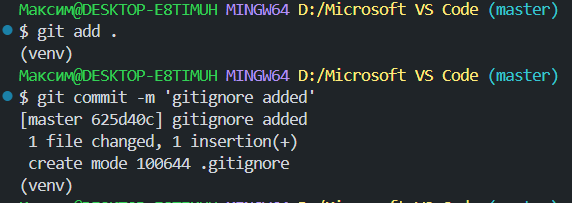 Максим@DESKTOP-E8TIMUH MINGW64 D:/Microsoft VS Code (master)
$ git add .
(venv)
Максим@DESKTOP-E8TIMUH MINGW64 D:/Microsoft VS Code (master)
$ git commit -m 'gitignore added'
[master 625d40c] gitignore added
 1 file changed, 1 insertion(+)
 create mode 100644 .gitignore
(venv)